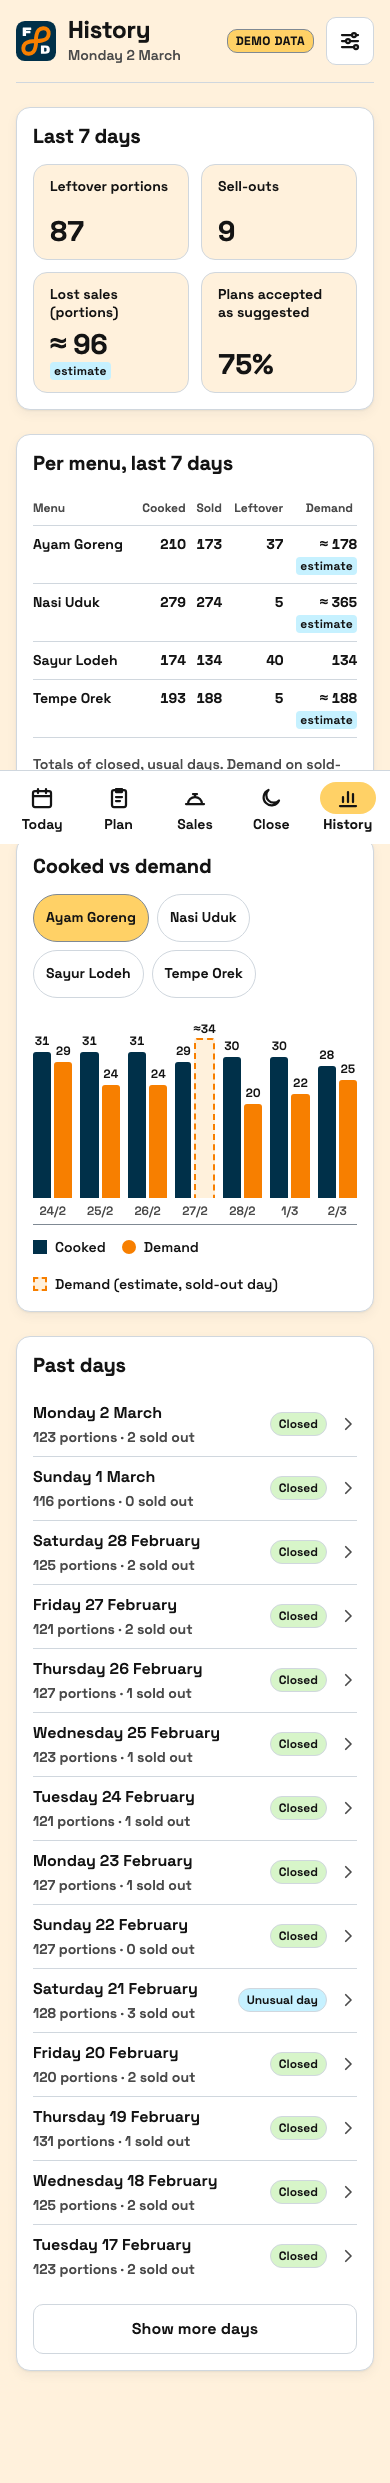 FD
History
Monday 2 March
DEMO DATA
Last 7 days
Leftover portions
87
Sell-outs
9
Lost sales
(portions)
≈ 96
estimate
Plans accepted
as suggested
75%
Per menu, last 7 days
Menu Cooked Sold Leftover Demand
Ayam Goreng 210 173 37 ≈ 178
estimate
Nasi Uduk 279 274 5 ≈ 365
estimate
Sayur Lodeh 174 134 40 134
Tempe Orek 193 188 5 ≈ 188
estimate
Totals of closed, usual days. Demand on sold-
Today Plan Sales Close History
Cooked vs demand
Ayam Goreng Nasi Uduk
Sayur Lodeh Tempe Orek
31 29 31 24 31 24 29 ≈34 30 20 30 22 28 25
24/2 25/2 26/2 27/2 28/2 1/3 2/3
Cooked Demand
Demand (estimate, sold-out day)
Past days
Monday 2 March
123 portions · 2 sold out
Closed
Sunday 1 March
116 portions · 0 sold out
Closed
Saturday 28 February
125 portions · 2 sold out
Closed
Friday 27 February
121 portions · 2 sold out
Closed
Thursday 26 February
127 portions · 1 sold out
Closed
Wednesday 25 February
123 portions · 1 sold out
Closed
Tuesday 24 February
121 portions · 1 sold out
Closed
Monday 23 February
127 portions · 1 sold out
Closed
Sunday 22 February
127 portions · 0 sold out
Closed
Saturday 21 February
128 portions · 3 sold out
Unusual day
Friday 20 February
120 portions · 2 sold out
Closed
Thursday 19 February
131 portions · 1 sold out
Closed
Wednesday 18 February
125 portions · 2 sold out
Closed
Tuesday 17 February
123 portions · 2 sold out
Closed
Show more days